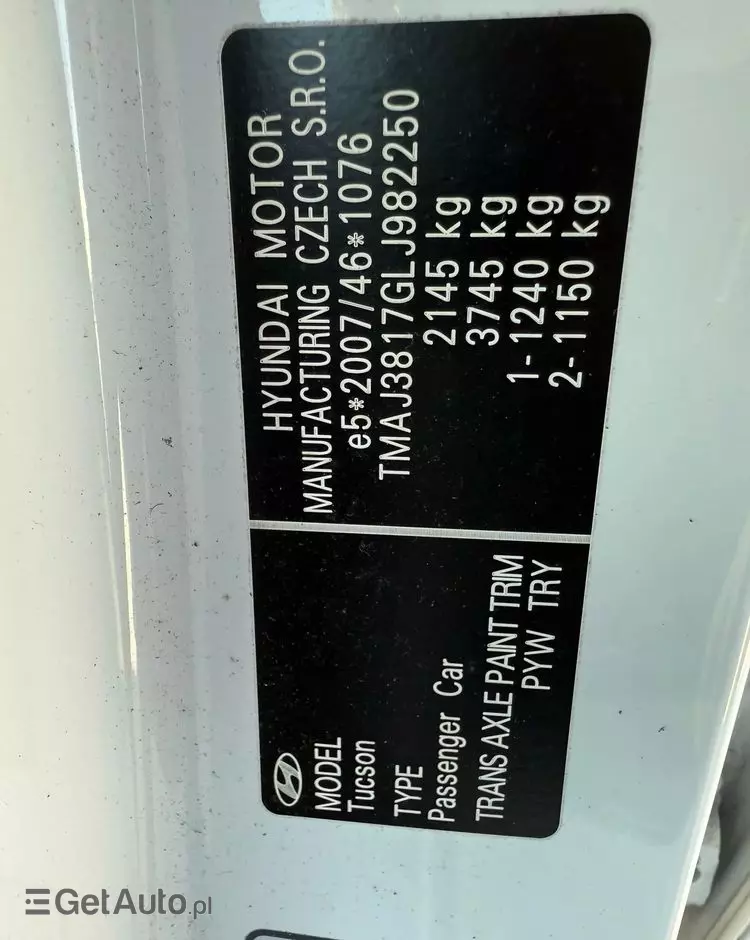 HYUNDAI MOTOR
MANUFACTURING CZECH S.R.O.
e5*2007/46*1076
TMAJ3817GLJ982250
2145 kg
3745 kg
1-1240 kg
2-1150 kg
MODEL
Tucson
TYPE
Passenger Car
TRANS AXLE PAINT TRIM
PYW TRY
GetAuto.pl